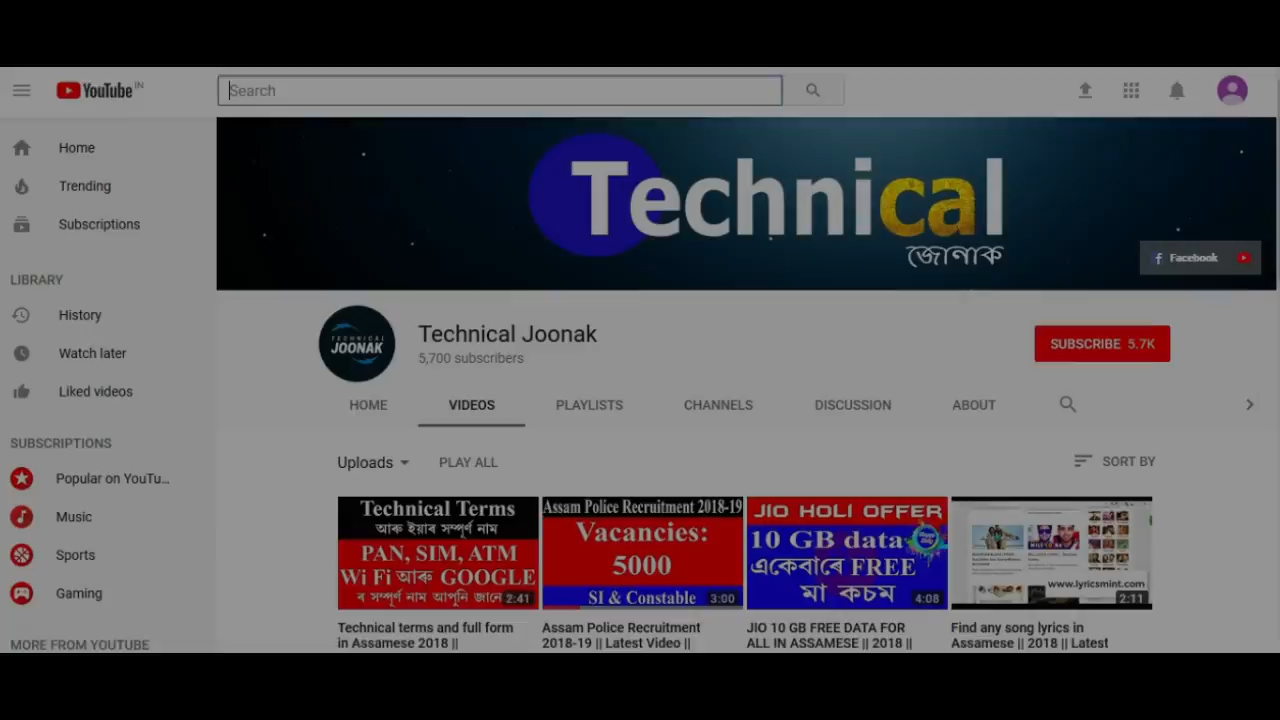 YouTube IN
Search
Home
Trending
Subscriptions
LIBRARY
History
Watch later
Liked videos
SUBSCRIPTIONS
Popular on YouTu...
Music
Sports
Gaming
MORE FROM YOUTUBE
Technical
জোনাক
Facebook
TECHNICAL
JOONAK
Technical Joonak
5,700 subscribers
SUBSCRIBE 5.7K
HOME VIDEOS PLAYLISTS CHANNELS DISCUSSION ABOUT
Uploads PLAY ALL SORT BY
Technical Terms
আৰু ইয়াৰ সম্পূৰ্ণ নাম
PAN, SIM, ATM
Wi Fi আৰু GOOGLE
ৰ সম্পূৰ্ণ নাম আপুনি জানে
2:41
Technical terms and full form
in Assamese 2018 ||
Assam Police Recruitment 2018-19
Vacancies:
5000
SI & Constable
3:00
Assam Police Recruitment
2018-19 || Latest Video ||
JIO HOLI OFFER
10 GB data
একেবাৰে FREE
মা কচম
4:08
JIO 10 GB FREE DATA FOR
ALL IN ASSAMESE || 2018 ||
www.lyricsmint.com
2:11
Find any song lyrics in
Assamese || 2018 || Latest